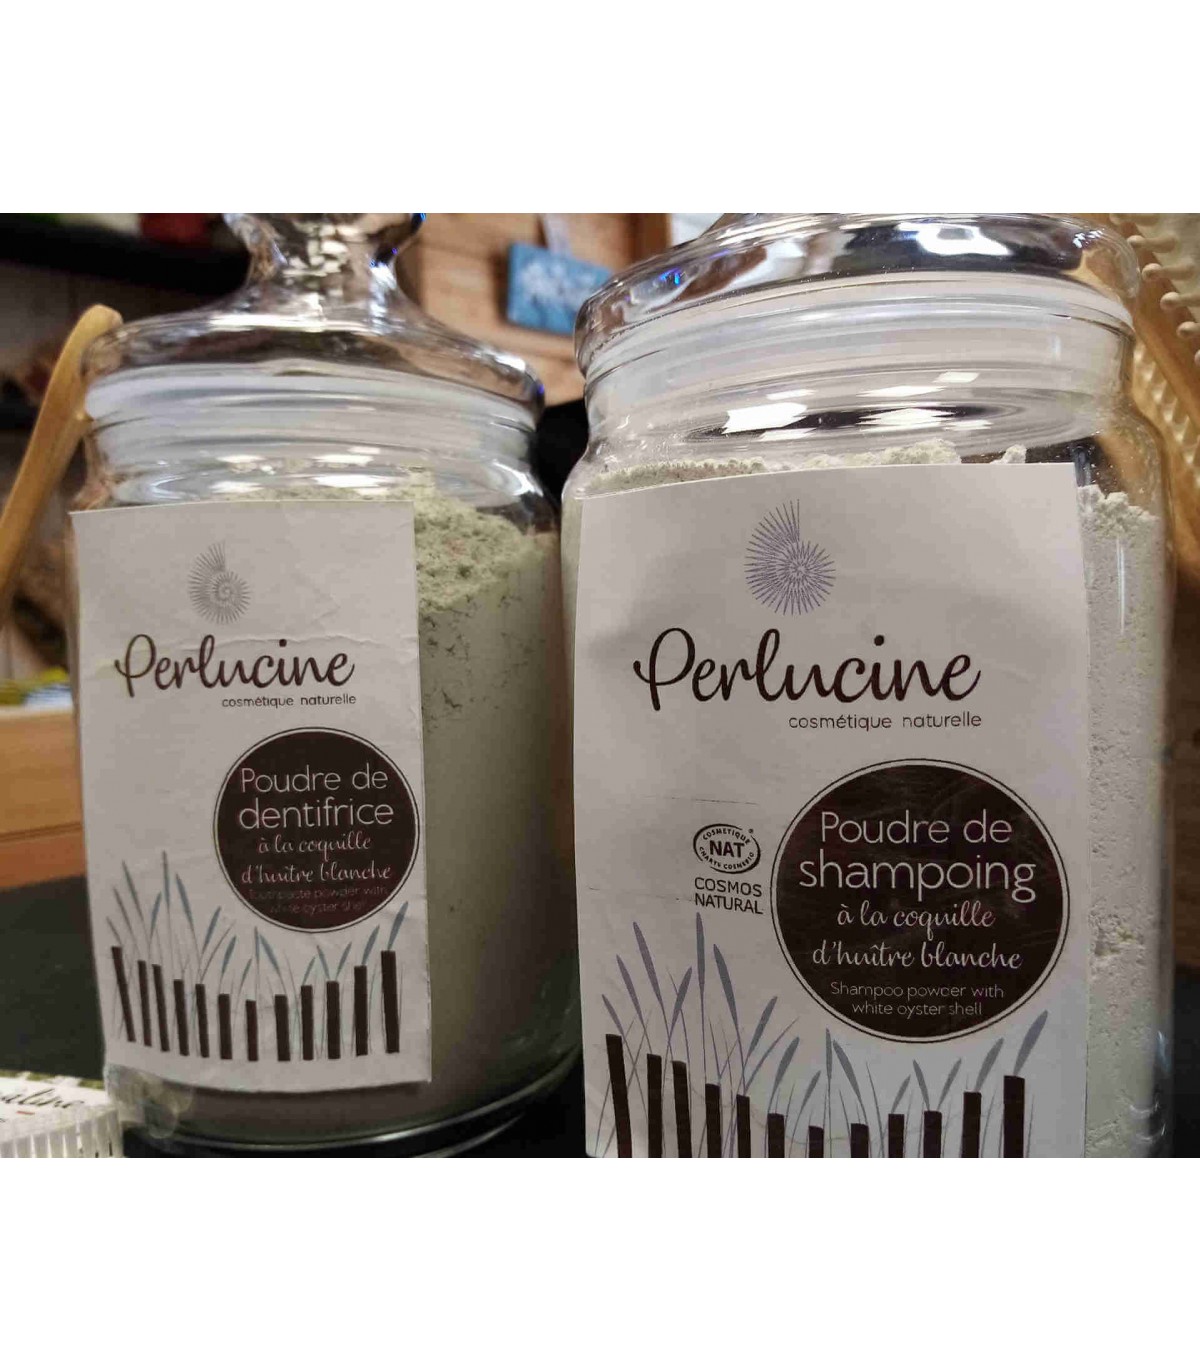 Perlucine
cosmétique naturelle
Poudre de
dentifrice
à la coquille
d'huître blanche
Toothpaste powder with
white oyster shell
Perlucine
cosmétique naturelle
COSMETIQUE
NAT
CHARTE COSMEBIO
®
COSMOS
NATURAL
Poudre de
shampoing
à la coquille
d'huître blanche
Shampoo powder with
white oyster shell